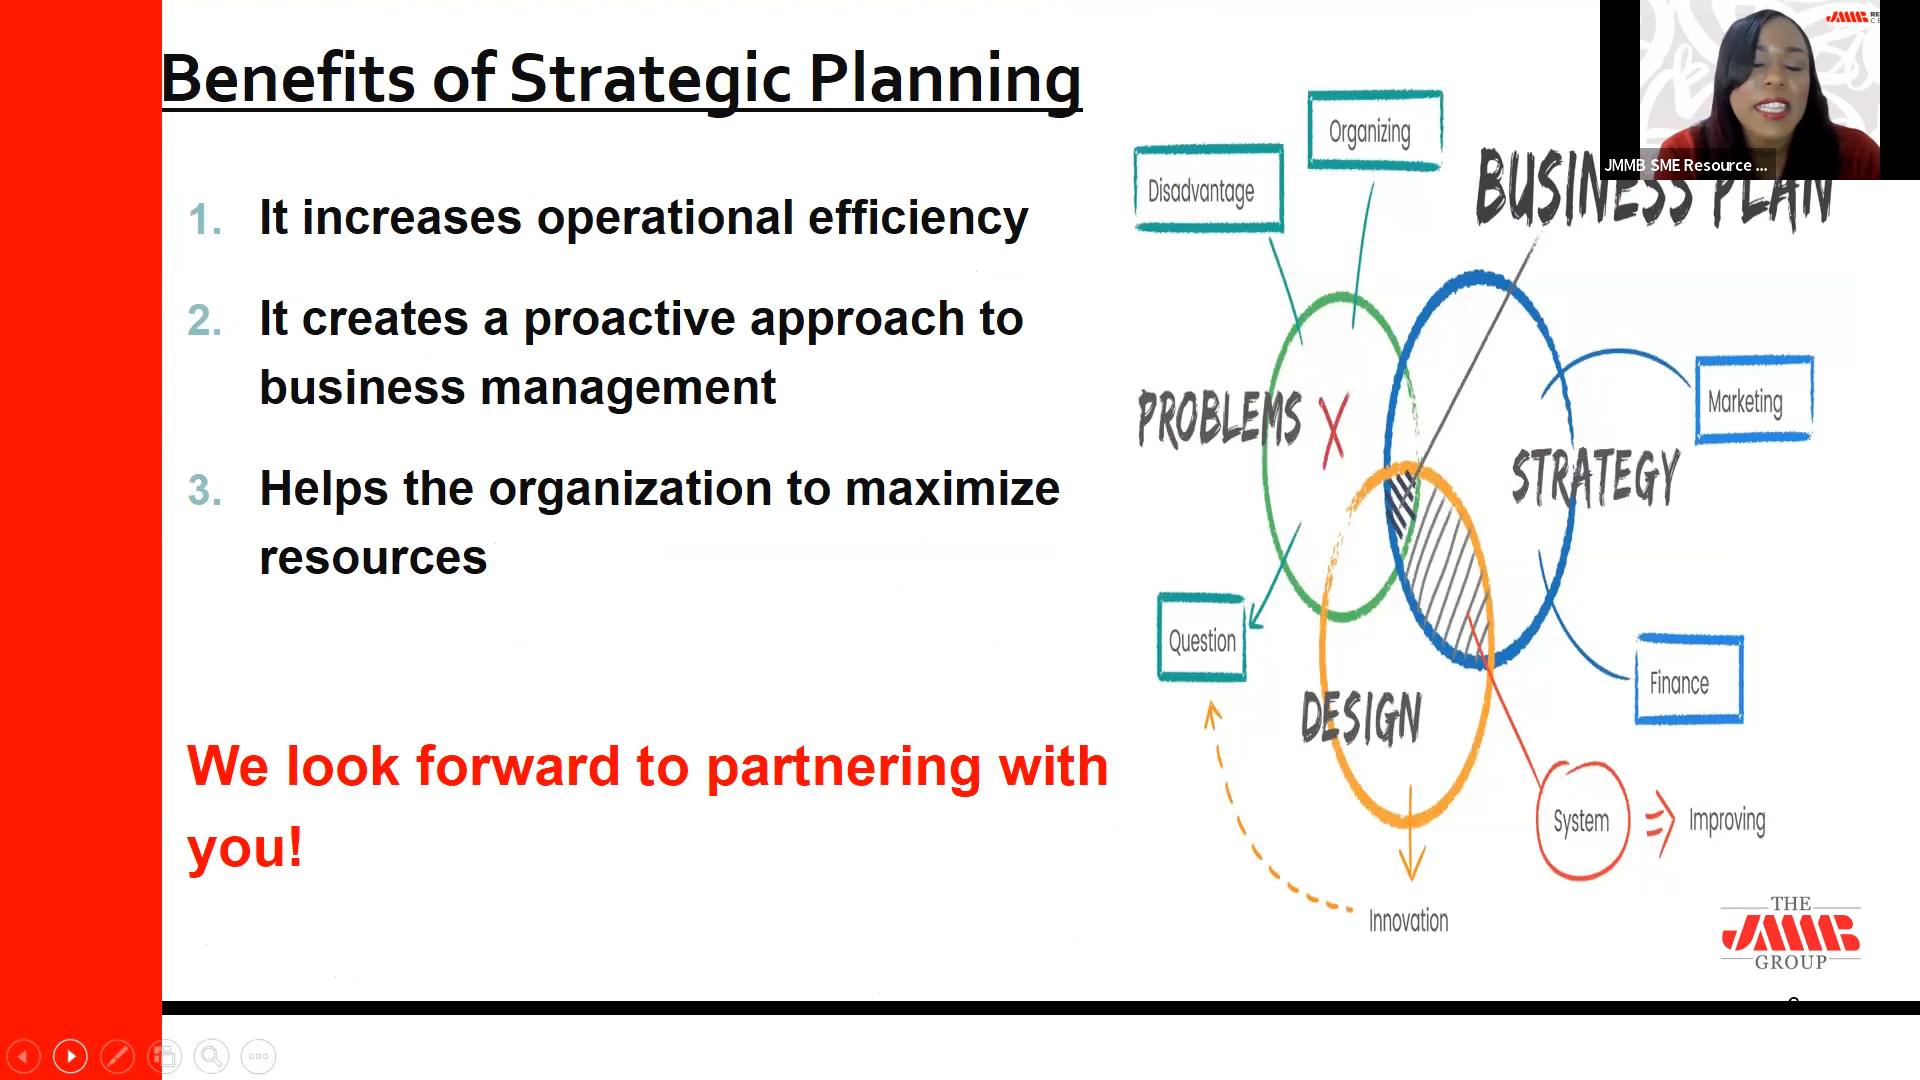 Benefits of Strategic Planning
1. It increases operational efficiency
2. It creates a proactive approach to
business management
3. Helps the organization to maximize
resources
We look forward to partnering with
you!
Organizing
Disadvantage
BUSINESS PLAN
PROBLEMS
Marketing
STRATEGY
Question
Finance
DESIGN
System
Improving
Innovation
THE
JMMB
GROUP
JMMB
JMMB SME Resource ...